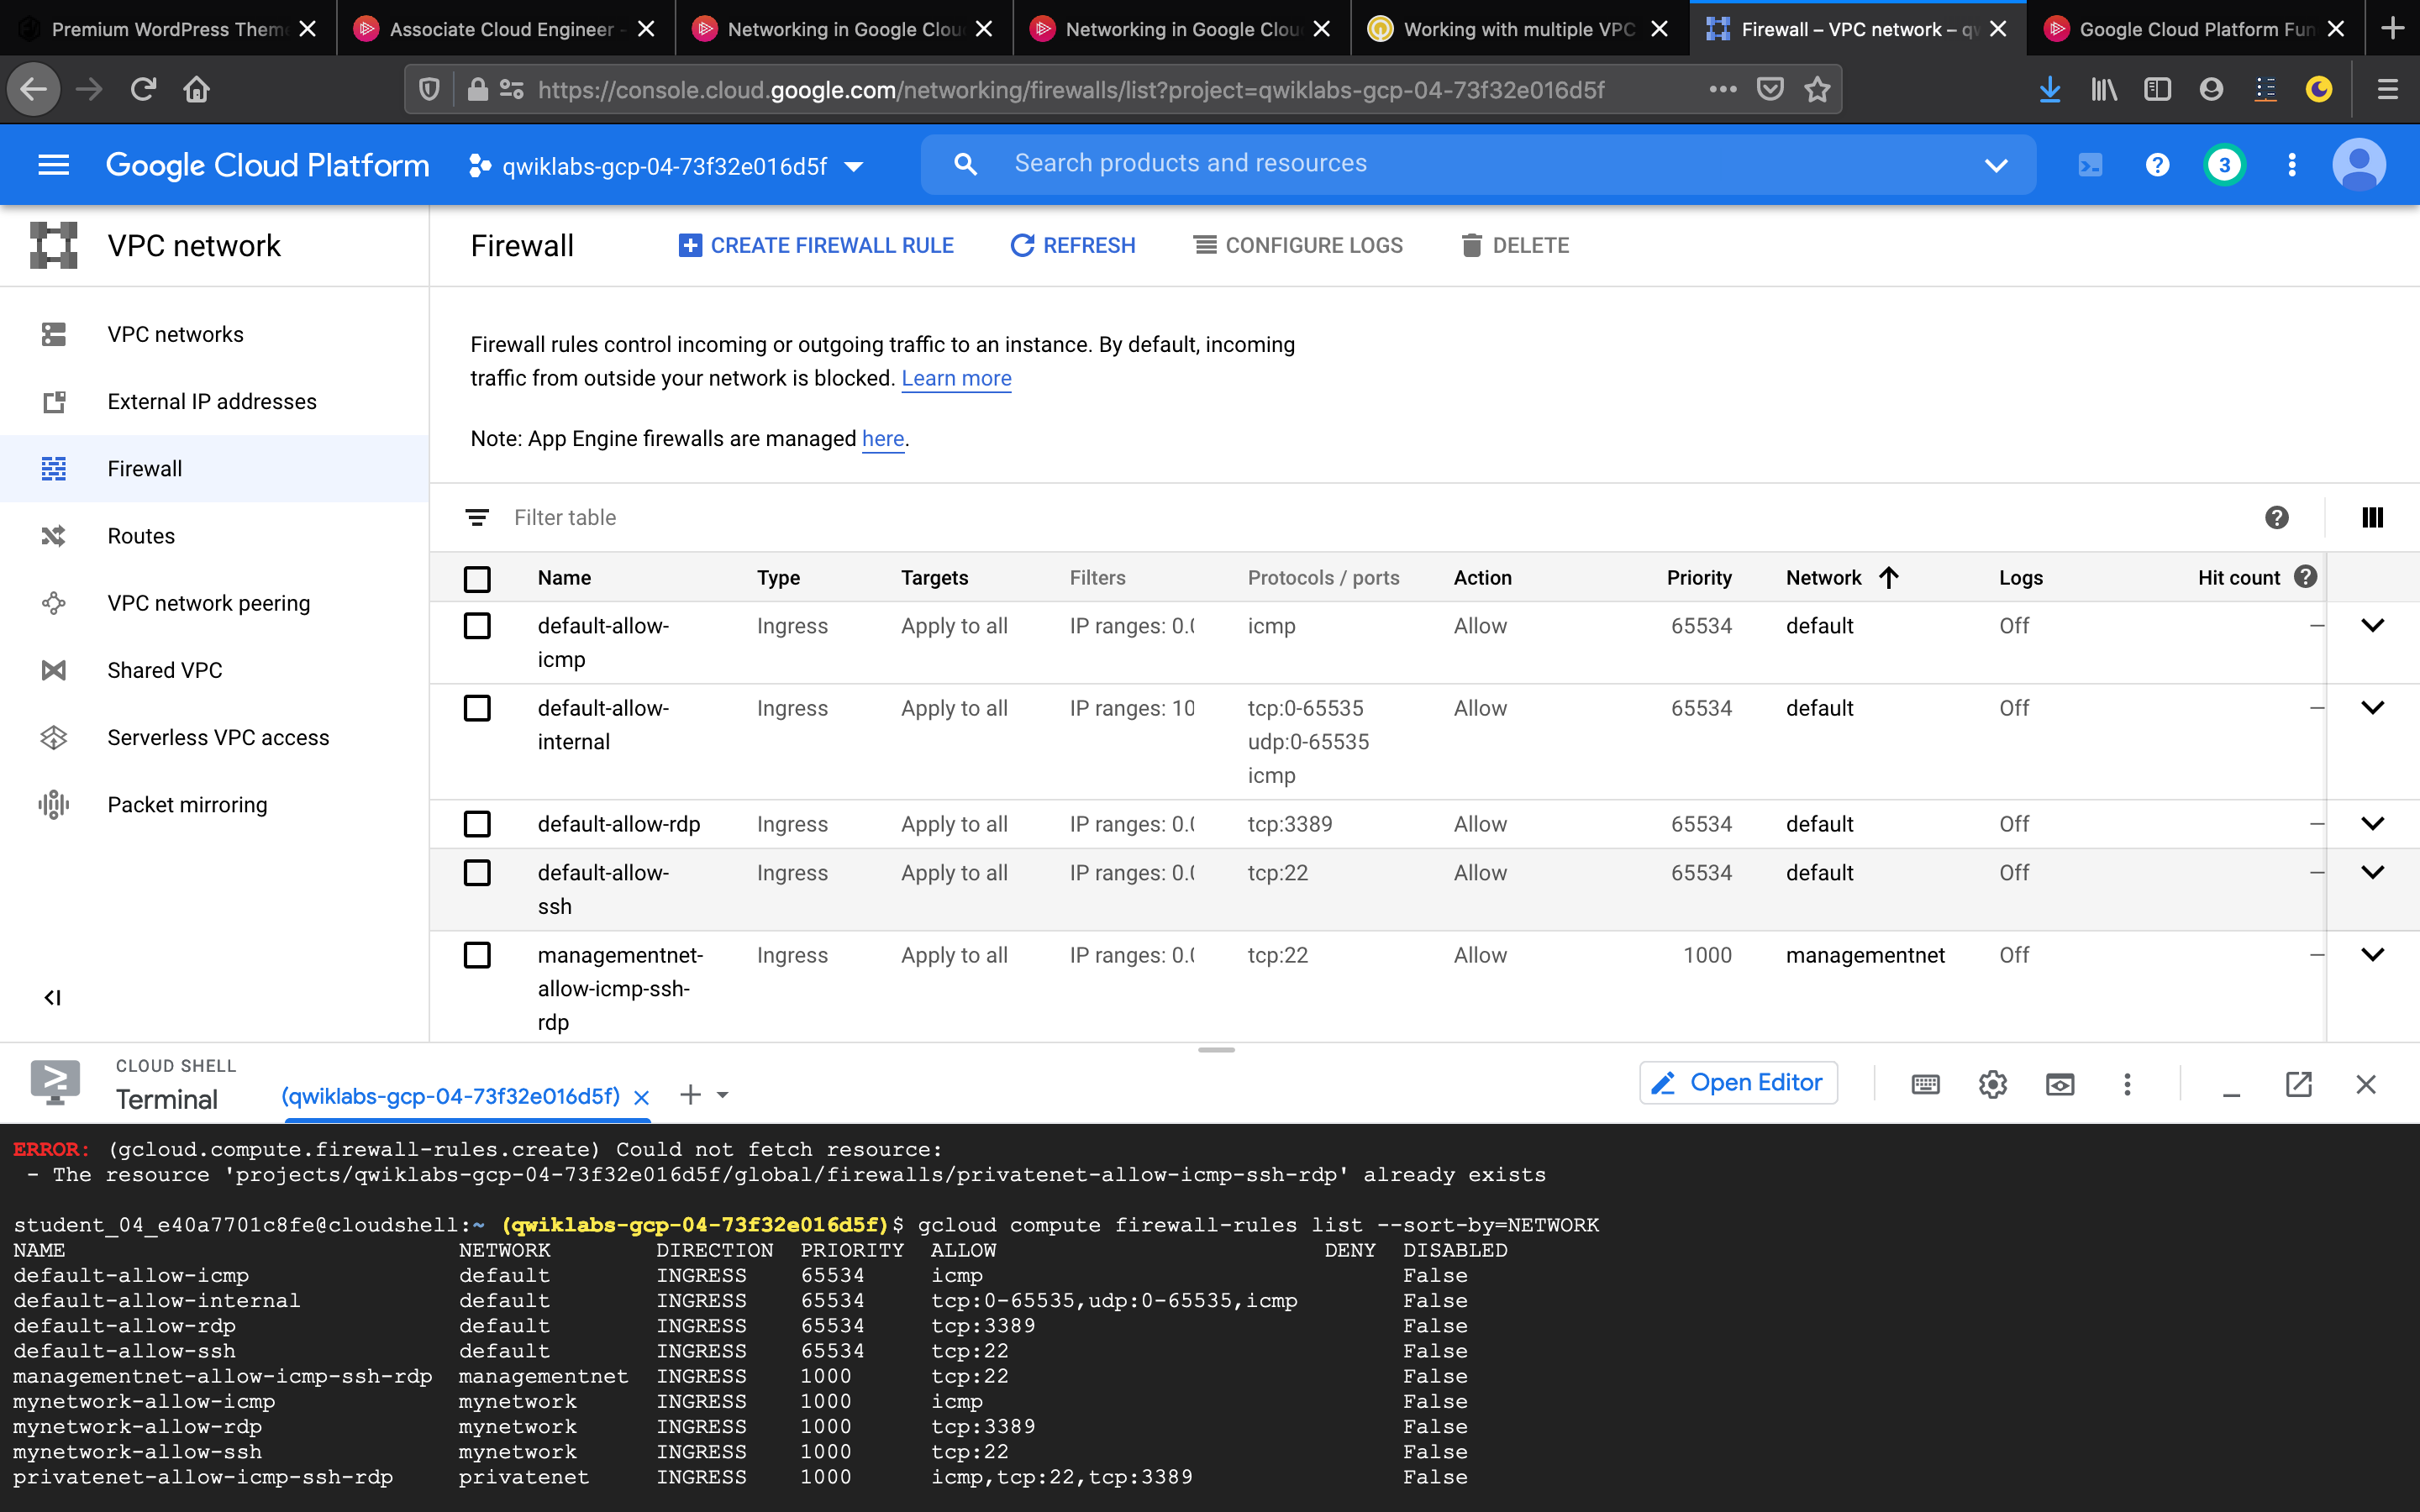 Premium WordPress Theme
Associate Cloud Engineer -
Networking in Google Clou
Networking in Google Clou
Working with multiple VPC
Firewall – VPC network – qw
Google Cloud Platform Fun
https://console.cloud.google.com/networking/firewalls/list?project=qwiklabs-gcp-04-73f32e016d5f
Google Cloud Platform
qwiklabs-gcp-04-73f32e016d5f
Search products and resources
3
VPC network
Firewall
CREATE FIREWALL RULE
REFRESH
CONFIGURE LOGS
DELETE
VPC networks
External IP addresses
Firewall
Routes
VPC network peering
Shared VPC
Serverless VPC access
Packet mirroring
Firewall rules control incoming or outgoing traffic to an instance. By default, incoming
traffic from outside your network is blocked. Learn more
Note: App Engine firewalls are managed here.
Filter table
Name Type Targets Filters Protocols / ports Action Priority Network Logs Hit count
default-allow-icmp Ingress Apply to all IP ranges: 0.0 icmp Allow 65534 default Off —
default-allow-internal Ingress Apply to all IP ranges: 10 tcp:0-65535 udp:0-65535 icmp Allow 65534 default Off —
default-allow-rdp Ingress Apply to all IP ranges: 0.0 tcp:3389 Allow 65534 default Off —
default-allow-ssh Ingress Apply to all IP ranges: 0.0 tcp:22 Allow 65534 default Off —
managementnet-allow-icmp-ssh-rdp Ingress Apply to all IP ranges: 0.0 tcp:22 Allow 1000 managementnet Off —
CLOUD SHELL
Terminal
(qwiklabs-gcp-04-73f32e016d5f)
Open Editor
ERROR: (gcloud.compute.firewall-rules.create) Could not fetch resource:
- The resource 'projects/qwiklabs-gcp-04-73f32e016d5f/global/firewalls/privatenet-allow-icmp-ssh-rdp' already exists
student_04_e40a7701c8fe@cloudshell:~ (qwiklabs-gcp-04-73f32e016d5f)$ gcloud compute firewall-rules list --sort-by=NETWORK
NAME NETWORK DIRECTION PRIORITY ALLOW DENY DISABLED
default-allow-icmp default INGRESS 65534 icmp False
default-allow-internal default INGRESS 65534 tcp:0-65535,udp:0-65535,icmp False
default-allow-rdp default INGRESS 65534 tcp:3389 False
default-allow-ssh default INGRESS 65534 tcp:22 False
managementnet-allow-icmp-ssh-rdp managementnet INGRESS 1000 tcp:22 False
mynetwork-allow-icmp mynetwork INGRESS 1000 icmp False
mynetwork-allow-rdp mynetwork INGRESS 1000 tcp:3389 False
mynetwork-allow-ssh mynetwork INGRESS 1000 tcp:22 False
privatenet-allow-icmp-ssh-rdp privatenet INGRESS 1000 icmp,tcp:22,tcp:3389 False